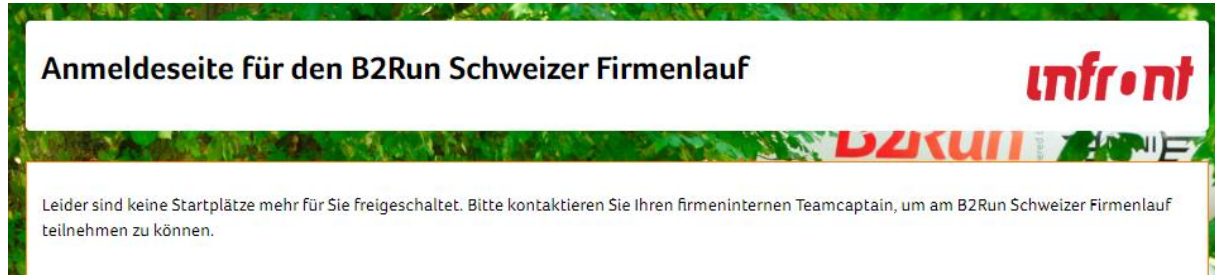 Anmeldeseite für den B2Run Schweizer Firmenlauf
infront
B2Run
Leider sind keine Startplätze mehr für Sie freigeschaltet. Bitte kontaktieren Sie Ihren firmeninternen Teamcaptain, um am B2Run Schweizer Firmenlauf
teilnehmen zu können.